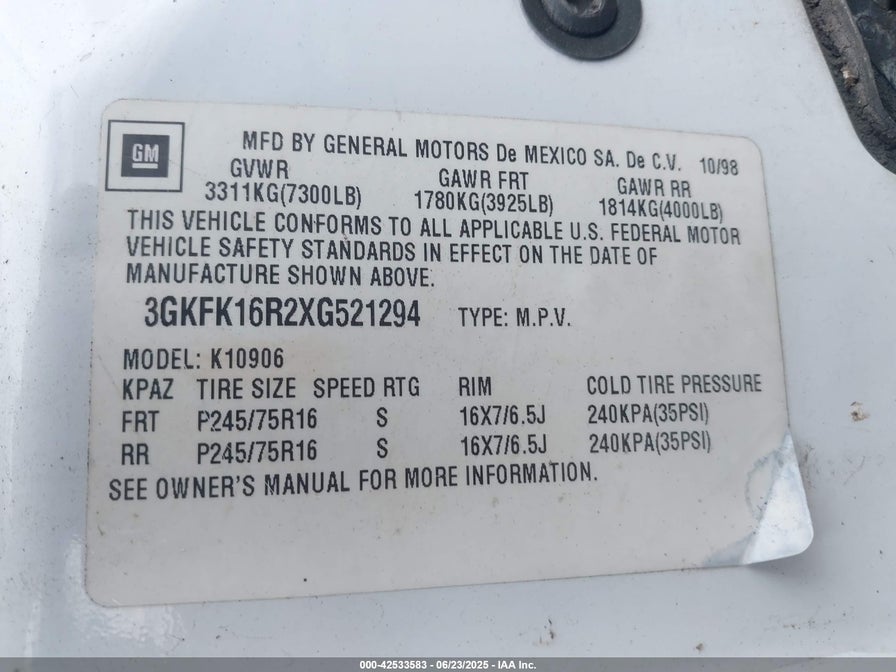 GM
MFD BY GENERAL MOTORS De MEXICO SA. De C.V. 10/98
GVWR GAWR FRT GAWR RR
3311KG(7300LB) 1780KG(3925LB) 1814KG(4000LB)
THIS VEHICLE CONFORMS TO ALL APPLICABLE U.S. FEDERAL MOTOR
VEHICLE SAFETY STANDARDS IN EFFECT ON THE DATE OF
MANUFACTURE SHOWN ABOVE.
3GKFK16R2XG521294 TYPE: M.P.V.
MODEL: K10906
KPAZ TIRE SIZE SPEED RTG RIM COLD TIRE PRESSURE
FRT P245/75R16 S 16X7/6.5J 240KPA(35PSI)
RR P245/75R16 S 16X7/6.5J 240KPA(35PSI)
SEE OWNER'S MANUAL FOR MORE INFORMATION.
000-42533583 / 06/23/2025 - IAA Inc.